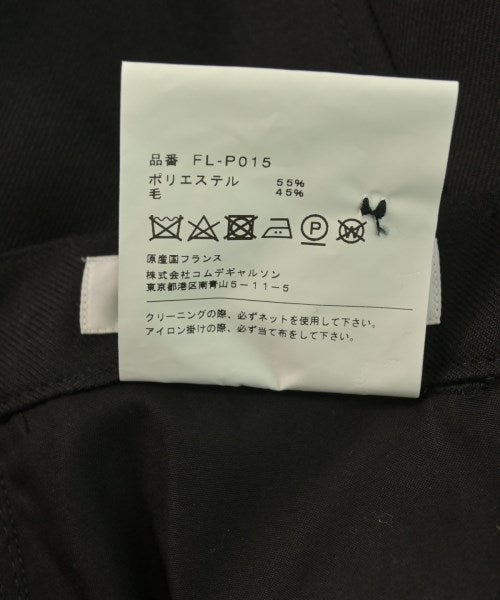 品番 FL-P015
ポリエステル 55%
毛 45%
P W
原産国フランス
株式会社コムデギャルソン
東京都港区南青山5-11-5
クリーニングの際、必ずネットを使用して下さい。
アイロン掛けの際、必ず当て布をして下さい。